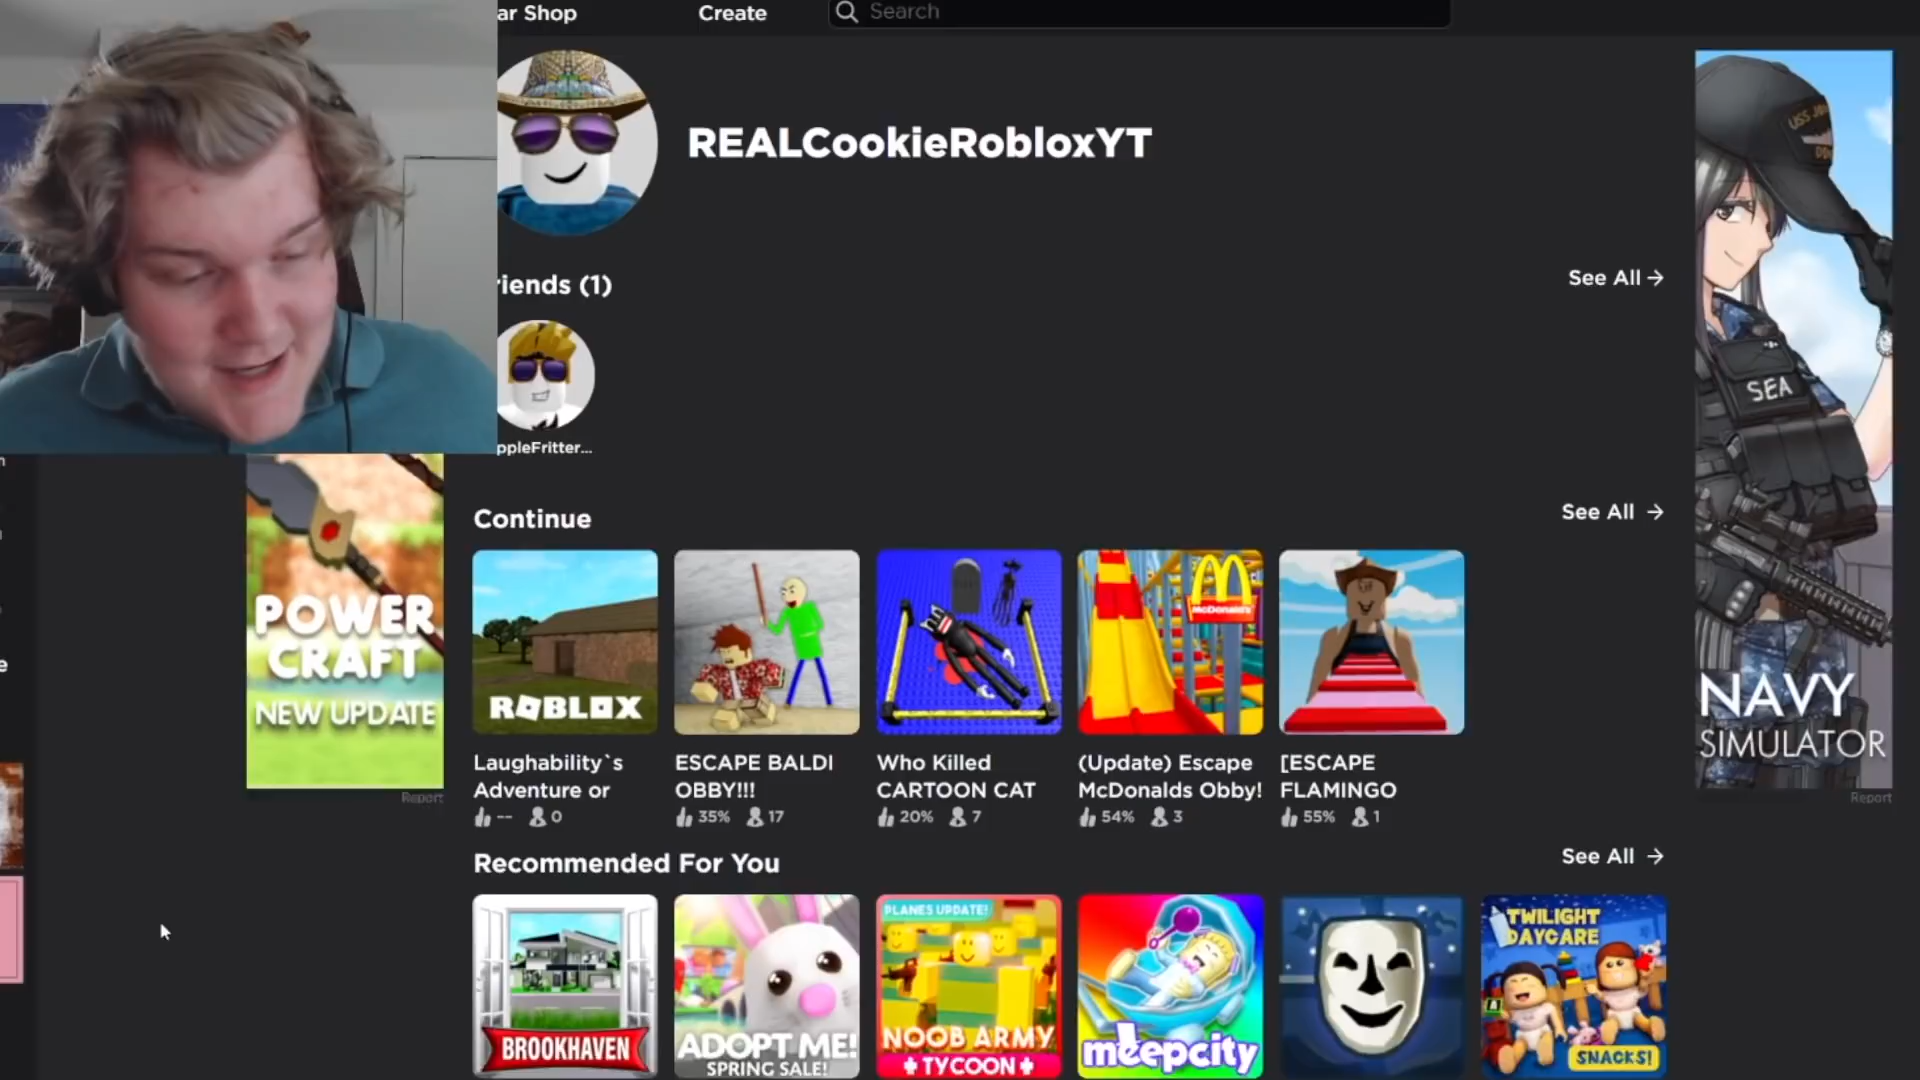 ar Shop
Create
Search
REALCookieRobloxYT
riends (1)
See All →
ppleFritter...
Continue
See All →
ROBLOX
McDonald's
Laughability`s
Adventure or
-- 0
ESCAPE BALDI
OBBY!!!
35% 17
Who Killed
CARTOON CAT
20% 7
(Update) Escape
McDonalds Obby!
54% 3
[ESCAPE
FLAMINGO
55% 1
Recommended For You
See All →
BROOKHAVEN
ADOPT ME!
SPRING SALE!
PLANES UPDATE!
NOOB ARMY
TYCOON
meepcity
TWILIGHT
DAYCARE
SNACKS!
POWER
CRAFT
NEW UPDATE
Report
SEA
NAVY
SIMULATOR
Report